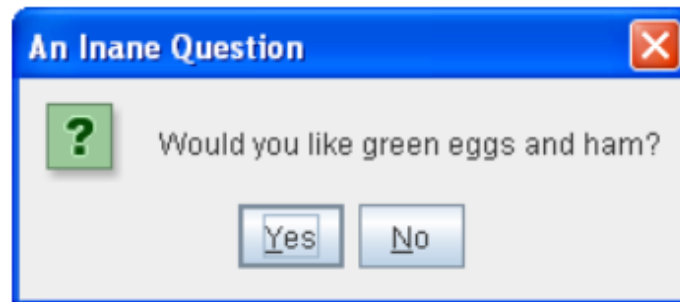 An Inane Question
? Would you like green eggs and ham?
Yes No